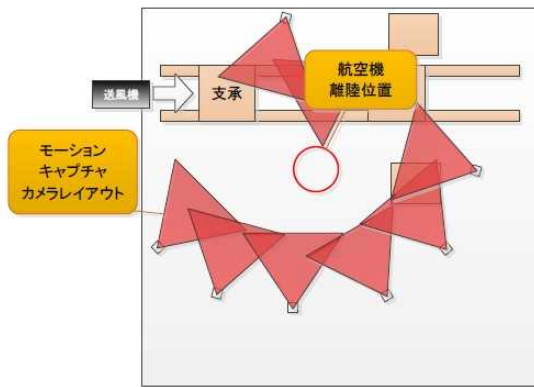 航空機
離陸位置
送風機
支承
モーション
キャプチャ
カメラレイアウト